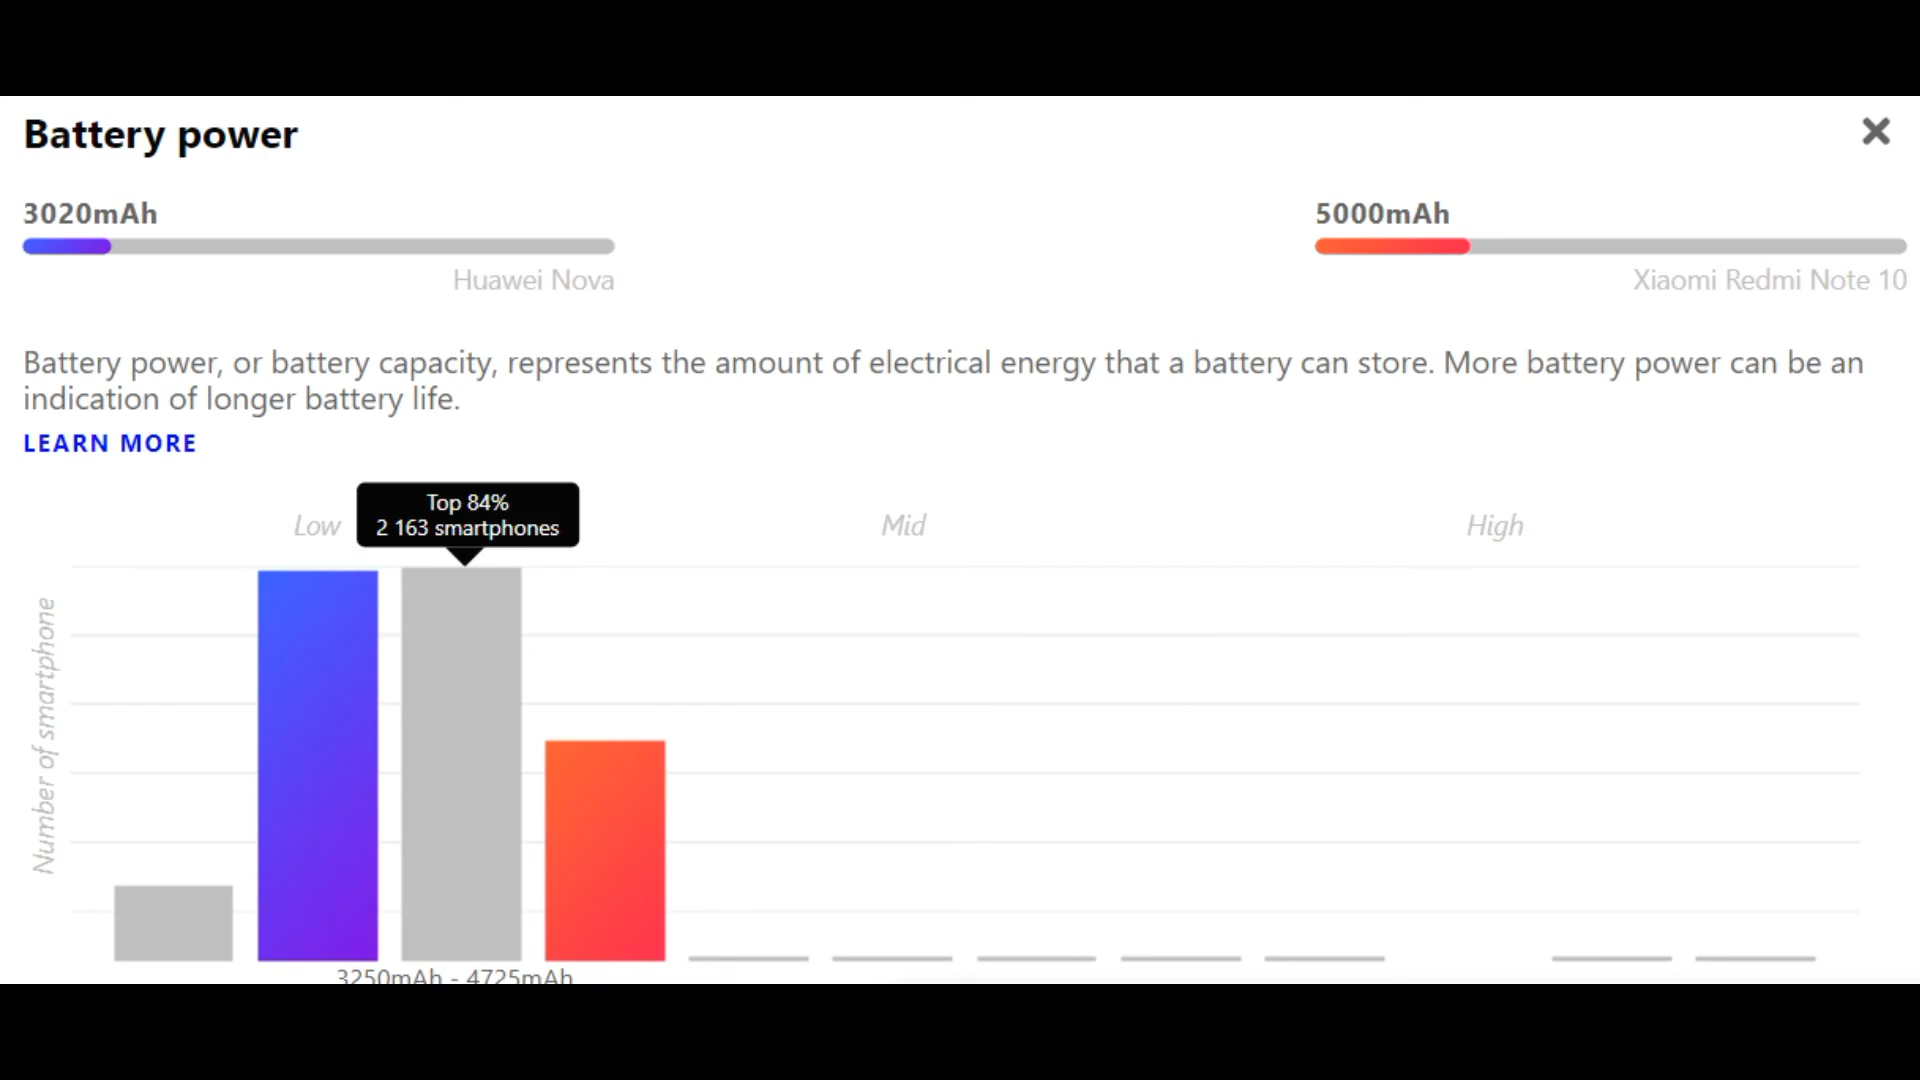 Battery power
3020mAh
5000mAh
Huawei Nova
Xiaomi Redmi Note 10
Battery power, or battery capacity, represents the amount of electrical energy that a battery can store. More battery power can be an
indication of longer battery life.
LEARN MORE
Top 84%
2 163 smartphones
Low
Mid
High
Number of smartphone
3250mAh - 4725mAh